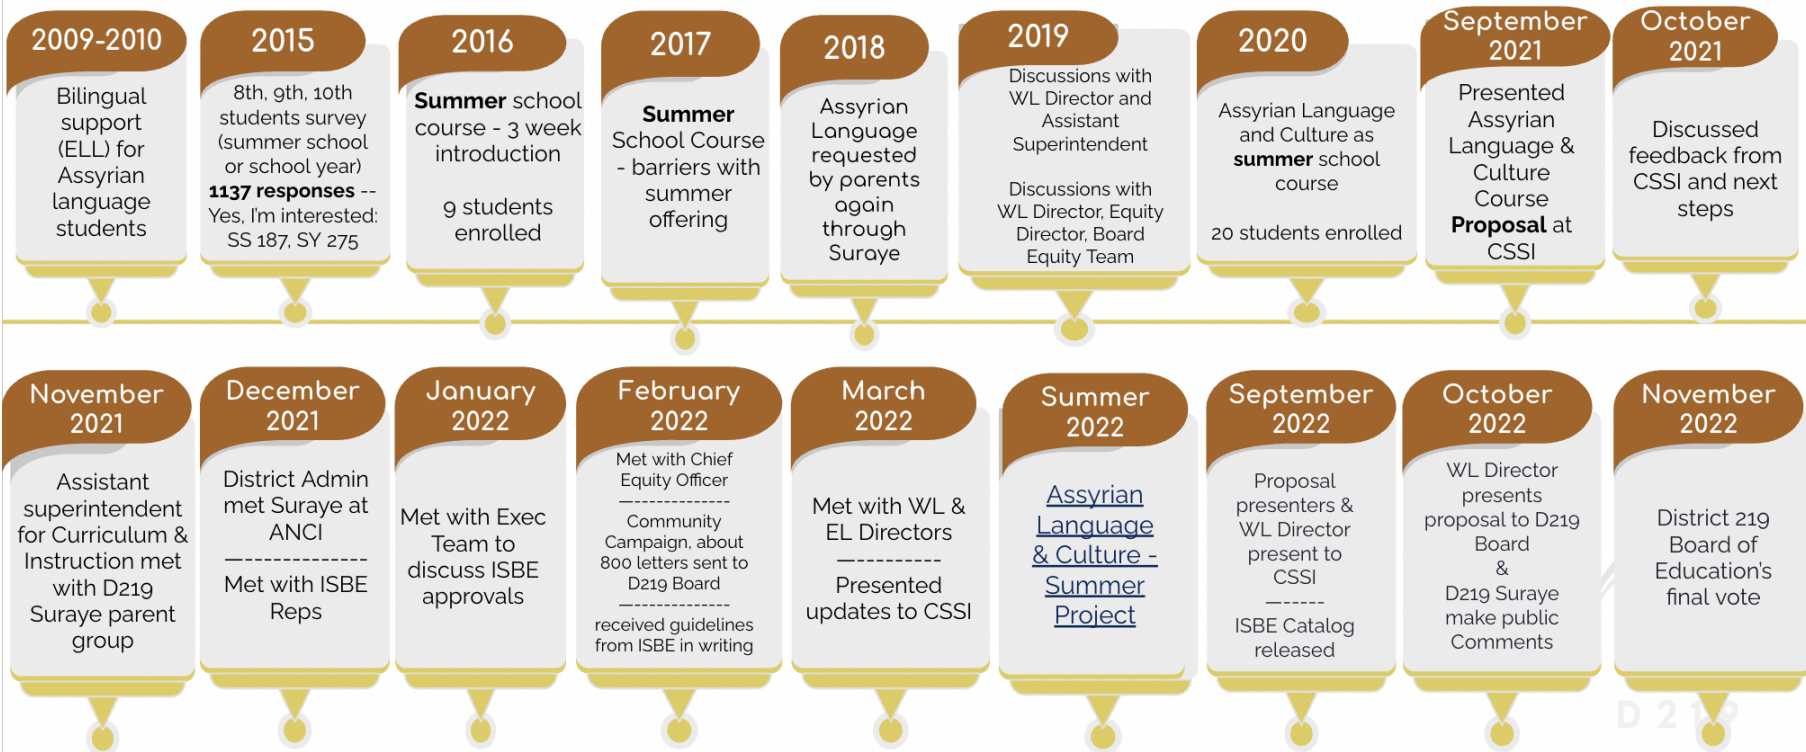 2009-2010
Bilingual
support
(ELL) for
Assyrian
language
students
2015
8th, 9th, 10th
students survey
(summer school
or school year)
1137 responses --
Yes, I'm interested:
SS 187, SY 275
2016
Summer school
course - 3 week
introduction
9 students
enrolled
2017
Summer
School Course
- barriers with
summer
offering
2018
Assyrian
Language
requested
by parents
again
through
Suraye
2019
Discussions with
WL Director and
Assistant
Superintendent
Discussions with
WL Director, Equity
Director, Board
Equity Team
2020
Assyrian Language
and Culture as
summer school
course
20 students enrolled
September
2021
Presented
Assyrian
Language &
Culture
Course
Proposal at
CSSI
October
2021
Discussed
feedback from
CSSI and next
steps
November
2021
Assistant
superintendent
for Curriculum &
Instruction met
with D219
Suraye parent
group
December
2021
District Admin
met Suraye at
ANCI
—-------------
Met with ISBE
Reps
January
2022
Met with Exec
Team to
discuss ISBE
approvals
February
2022
Met with Chief
Equity Officer
—--------------
Community
Campaign, about
800 letters sent to
D219 Board
—--------------
received guidelines
from ISBE in writing
March
2022
Met with WL &
EL Directors
—----------
Presented
updates to CSSI
Summer
2022
Assyrian
Language
& Culture -
Summer
Project
September
2022
Proposal
presenters &
WL Director
present to
CSSI
—-----
ISBE Catalog
released
October
2022
WL Director
presents
proposal to D219
Board
&
D219 Suraye
make public
Comments
November
2022
District 219
Board of
Education's
final vote
D 219